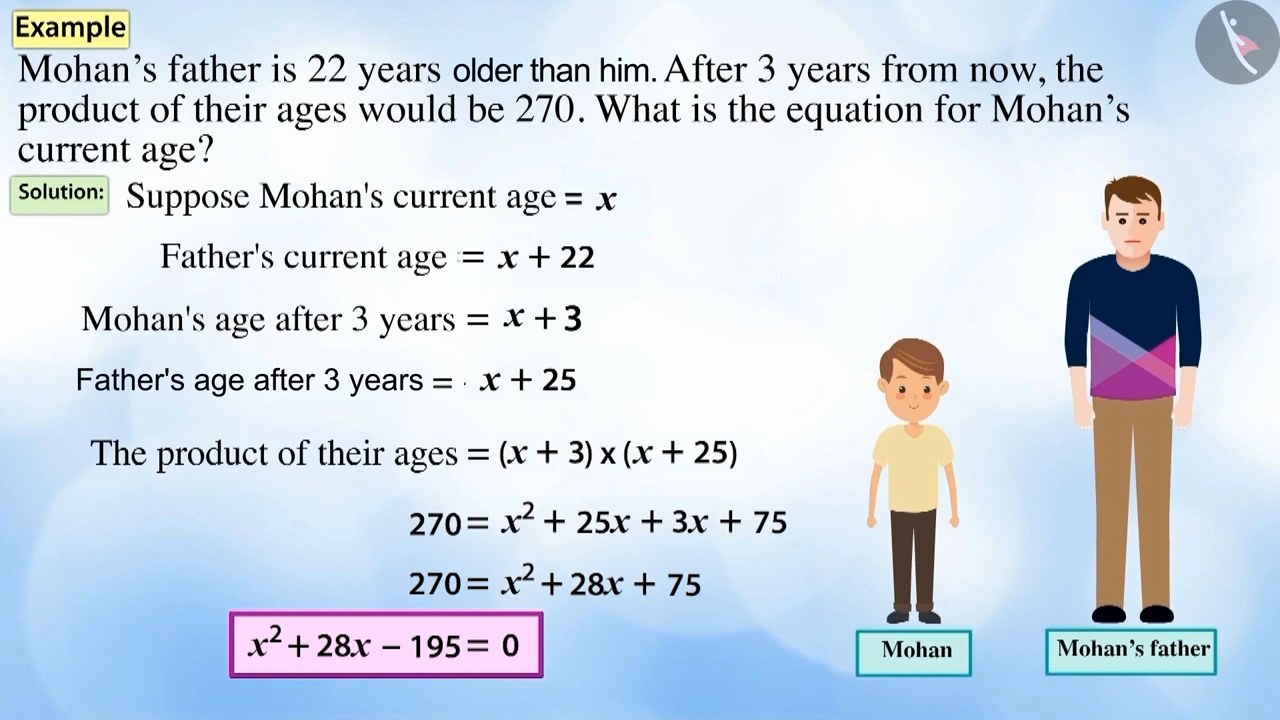 Example
Mohan’s father is 22 years older than him. After 3 years from now, the
product of their ages would be 270. What is the equation for Mohan’s
current age?
Solution: Suppose Mohan's current age = x
Father's current age = x + 22
Mohan's age after 3 years = x + 3
Father's age after 3 years = x + 25
The product of their ages = (x + 3) x (x + 25)
270 = x² + 25x + 3x + 75
270 = x² + 28x + 75
x² + 28x – 195 = 0
Mohan
Mohan’s father